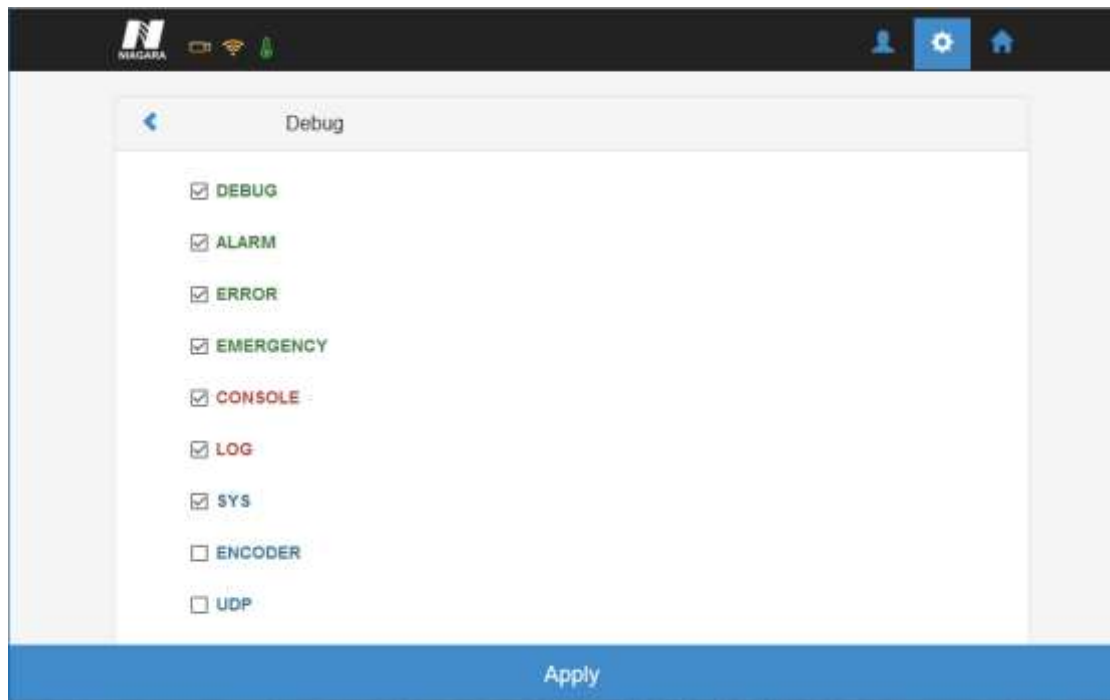 NIAGARA
Debug
DEBUG
ALARM
ERROR
EMERGENCY
CONSOLE
LOG
SYS
ENCODER
UDP
Apply